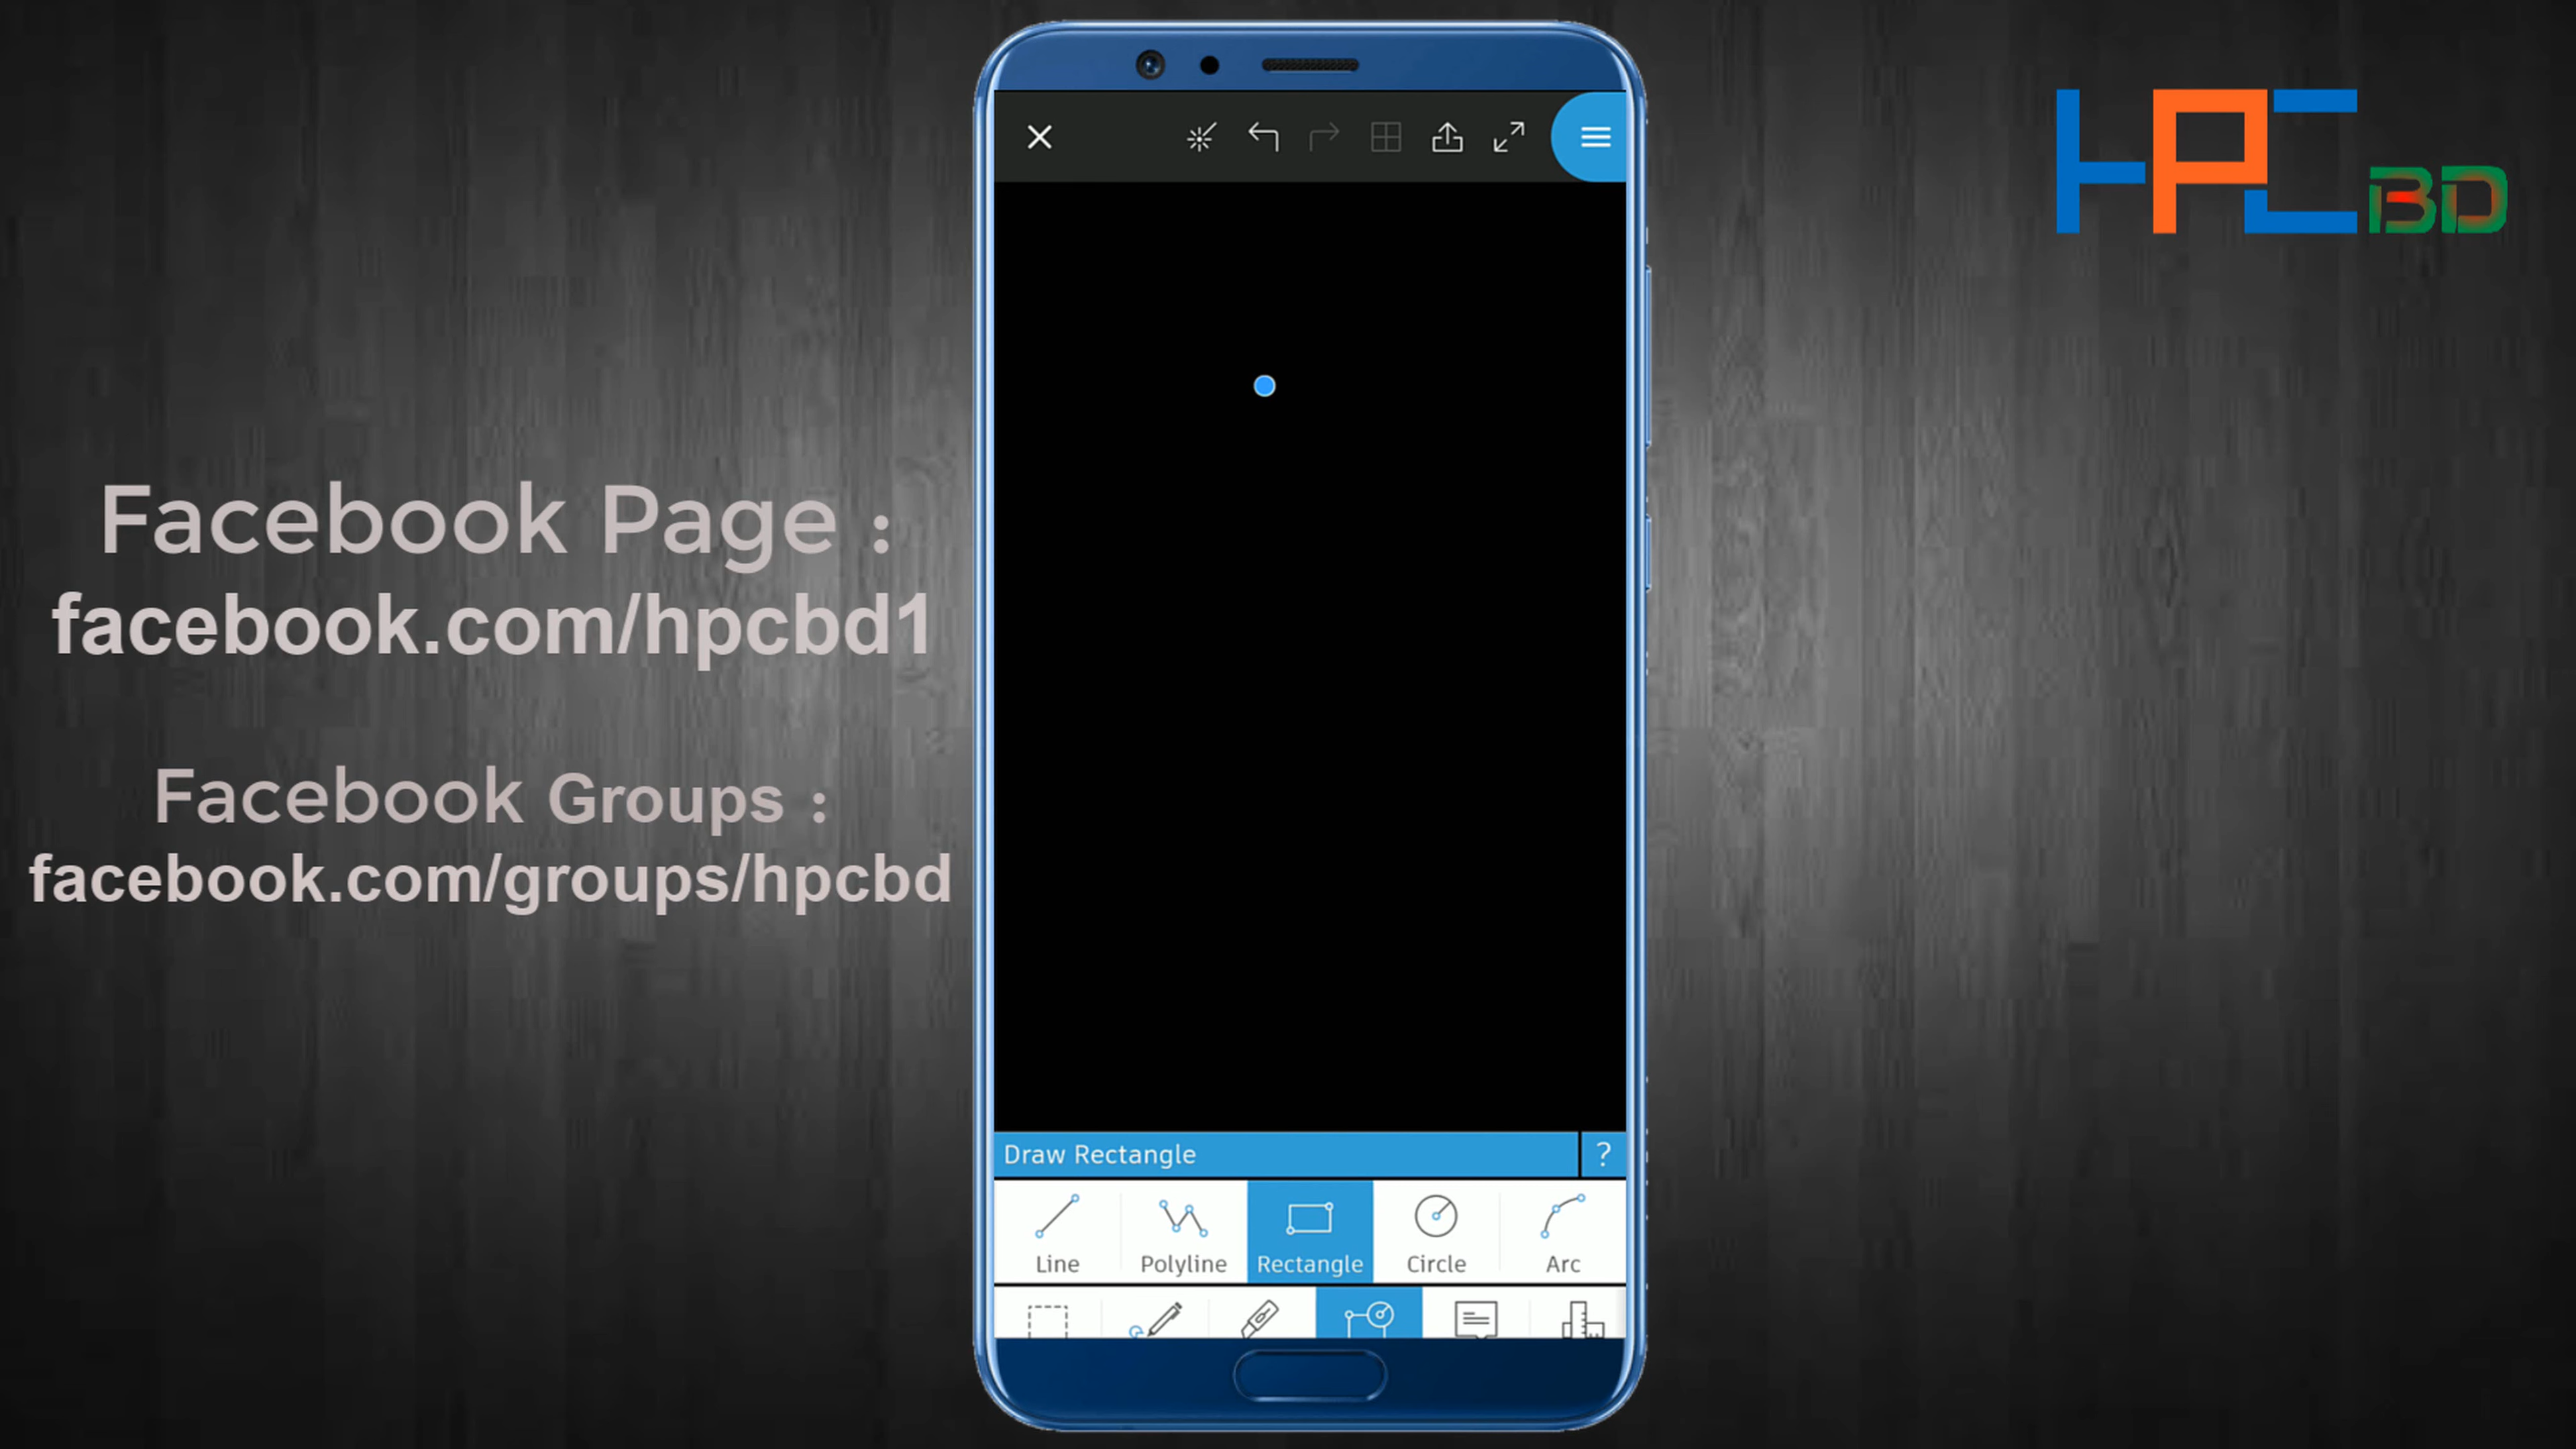 HPC BD
Facebook Page :
facebook.com/hpcbd1
Facebook Groups :
facebook.com/groups/hpcbd
Draw Rectangle ?
Line Polyline Rectangle Circle Arc